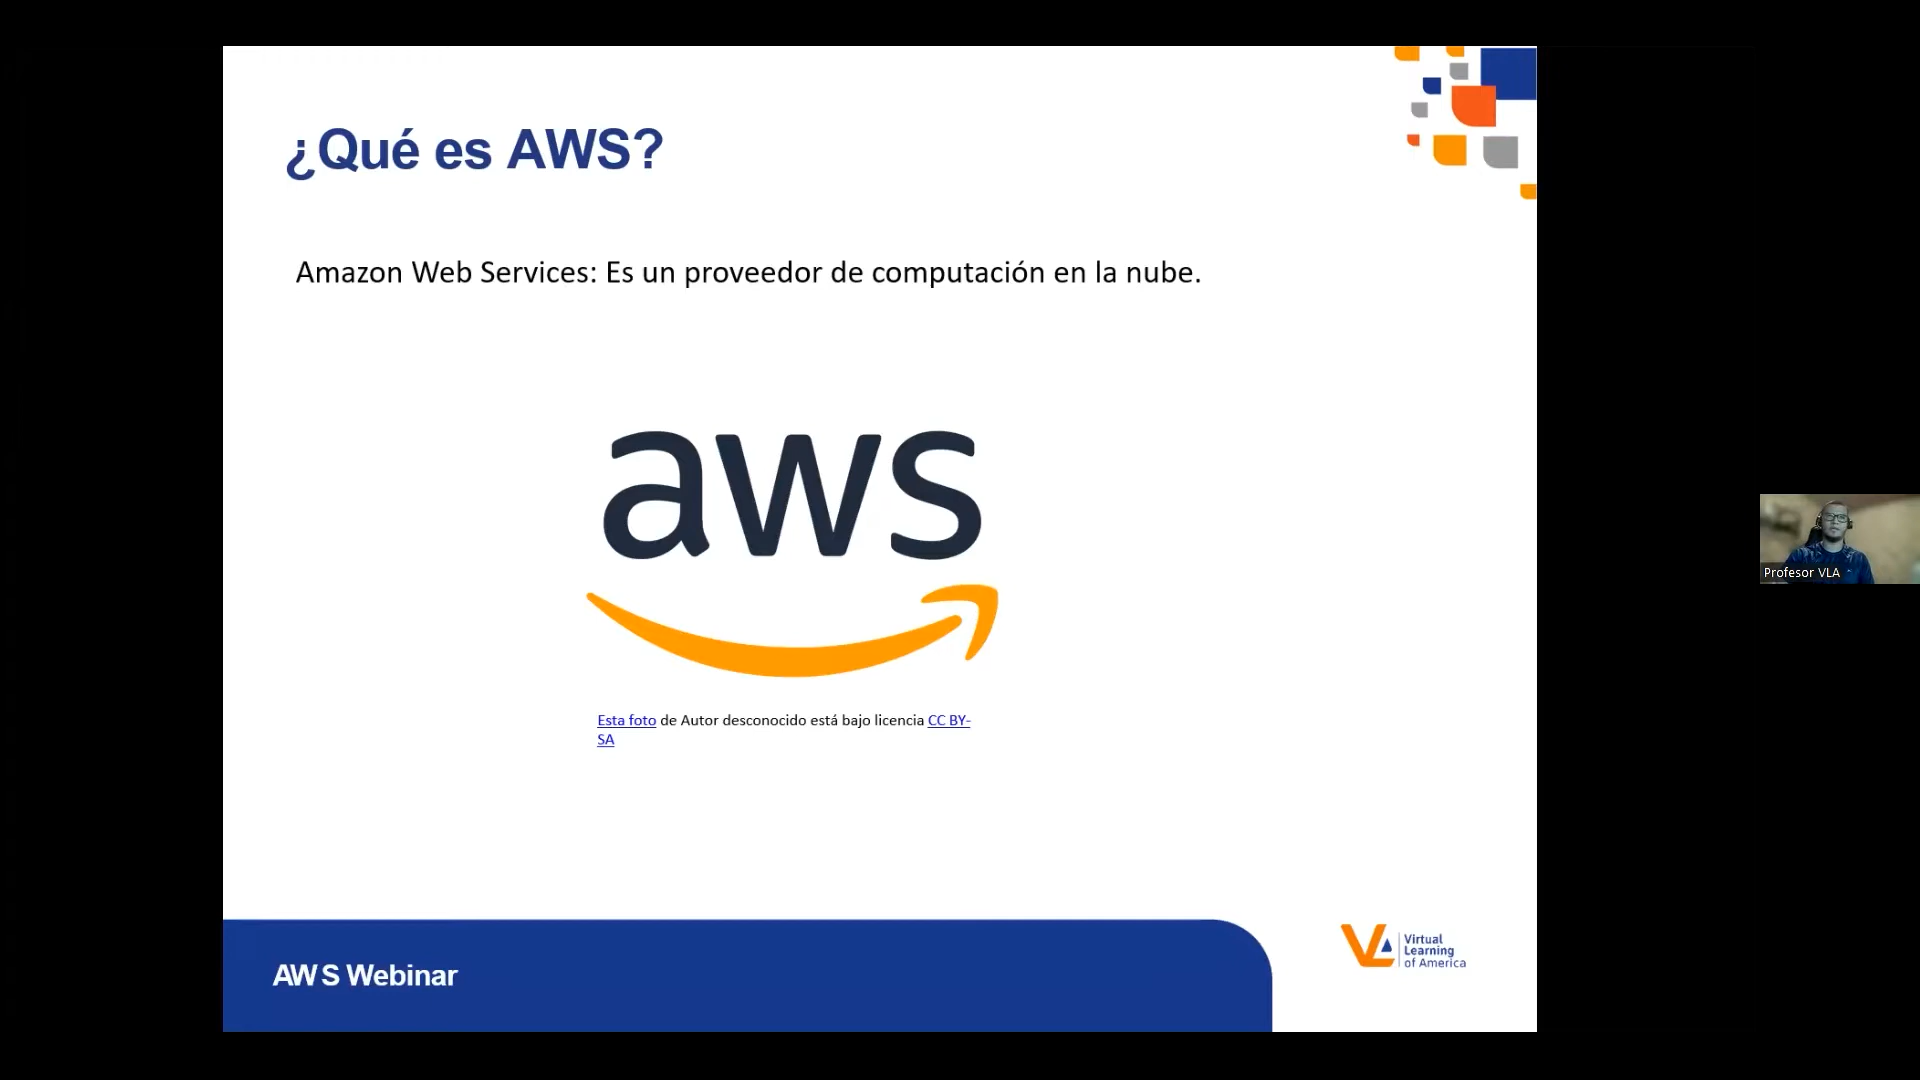 ¿Qué es AWS?
Amazon Web Services: Es un proveedor de computación en la nube.
aws
Esta foto de Autor desconocido está bajo licencia CC BY-
SA
Profesor VLA
AWS Webinar
VLA
Virtual
Learning
of America